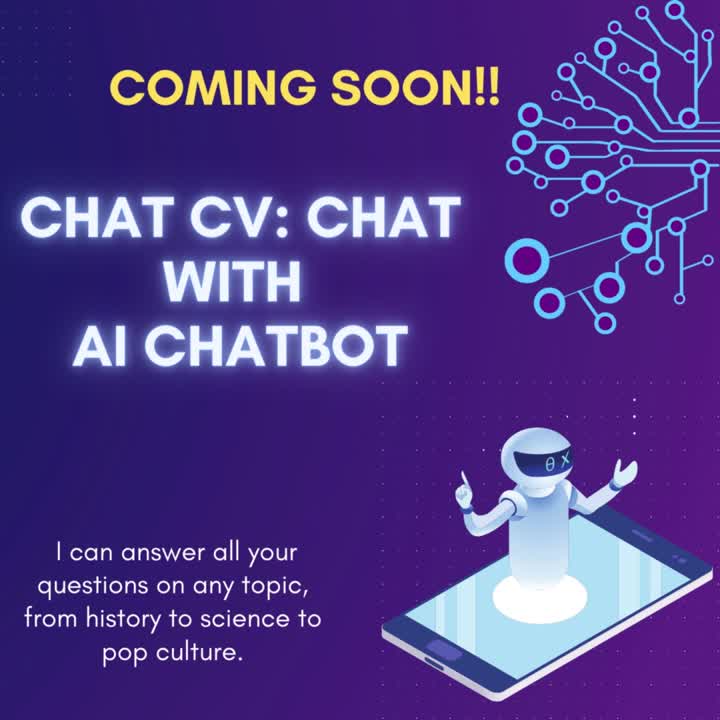 COMING SOON!!
CHAT CV: CHAT
WITH
AI CHATBOT
I can answer all your
questions on any topic,
from history to science to
pop culture.